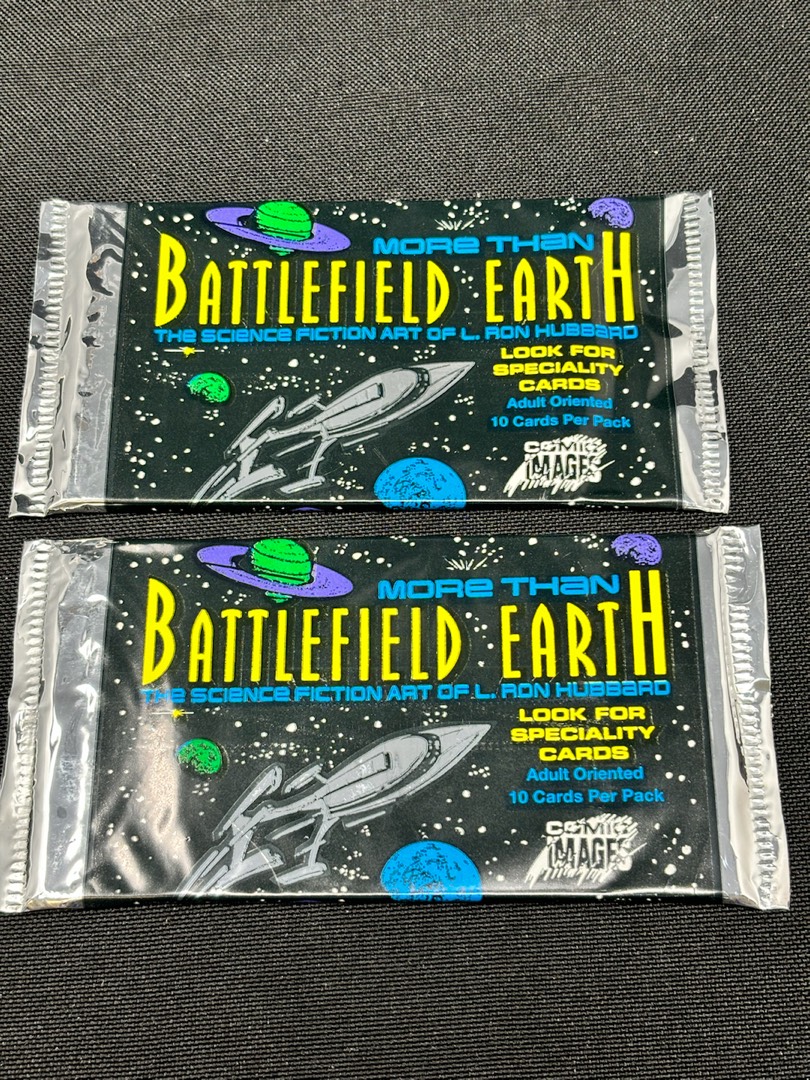 MORE THAN
BATTLEFIELD EARTH
THE SCIENCE FICTION ART OF L. RON HUBBARD
LOOK FOR
SPECIALITY
CARDS
Adult Oriented
10 Cards Per Pack
COMIC
IMAGES
MORE THAN
BATTLEFIELD EARTH
THE SCIENCE FICTION ART OF L. RON HUBBARD
LOOK FOR
SPECIALITY
CARDS
Adult Oriented
10 Cards Per Pack
COMIC
IMAGES